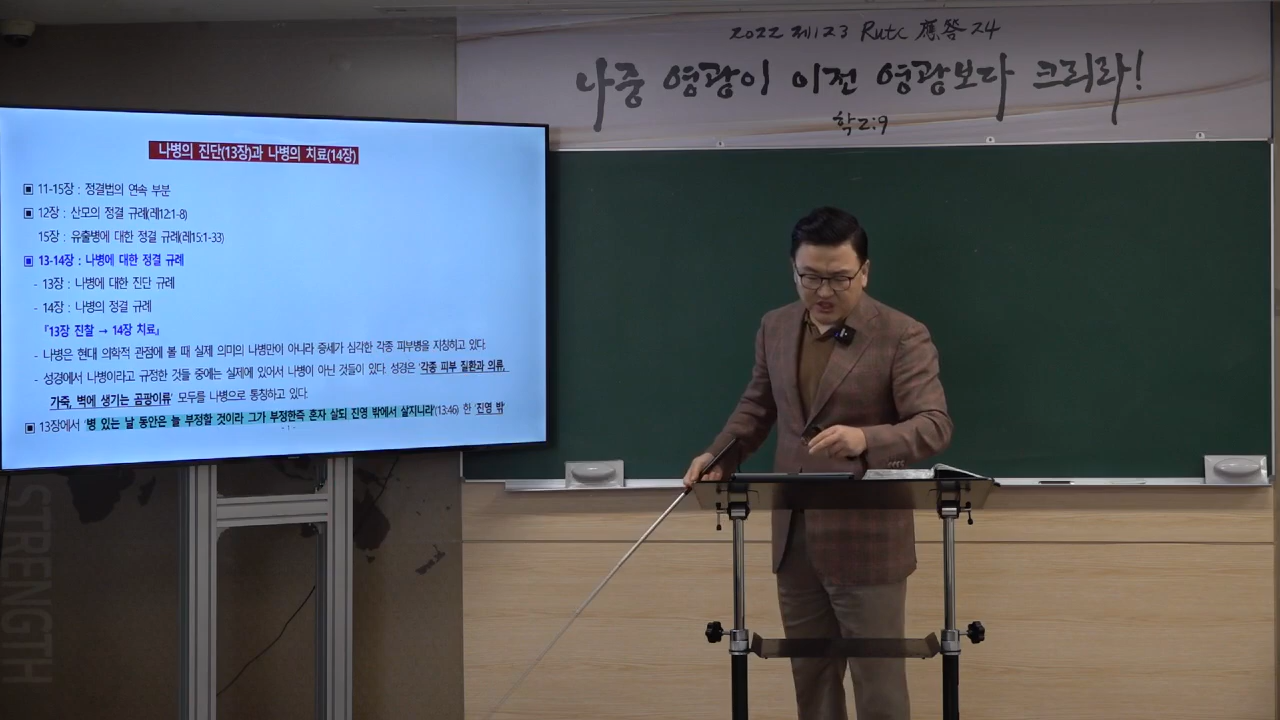 2022 제123 Rutc 應答 24
나중 영광이 이전 영광보다 크리라!
학2:9
나병의 진단(13장)과 나병의 치료(14장)
▣ 11-15장 : 정결법의 연속 부분
▣ 12장 : 산모의 정결 규례(레12:1-8)
15장 : 유출병에 대한 정결 규례(레15:1-33)
▣ 13-14장 : 나병에 대한 정결 규례
- 13장 : 나병에 대한 진단 규례
- 14장 : 나병의 정결 규례
『13장 진찰 → 14장 치료』
- 나병은 현대 의학적 관점에 볼 때 실제 의미의 나병만이 아니라 증세가 심각한 각종 피부병을 지칭하고 있다.
- 성경에서 나병이라고 규정한 것들 중에는 실제에 있어서 나병이 아닌 것들이 있다. 성경은 '각종 피부 질환과 의류,
가죽, 벽에 생기는 곰팡이류' 모두를 나병으로 통칭하고 있다.
▣ 13장에서 '병 있는 날 동안은 늘 부정할 것이라 그가 부정한즉 혼자 살되 진영 밖에서 살지니라'(13:46) 한 '진영 밖'
- 1 -
STRENGTH